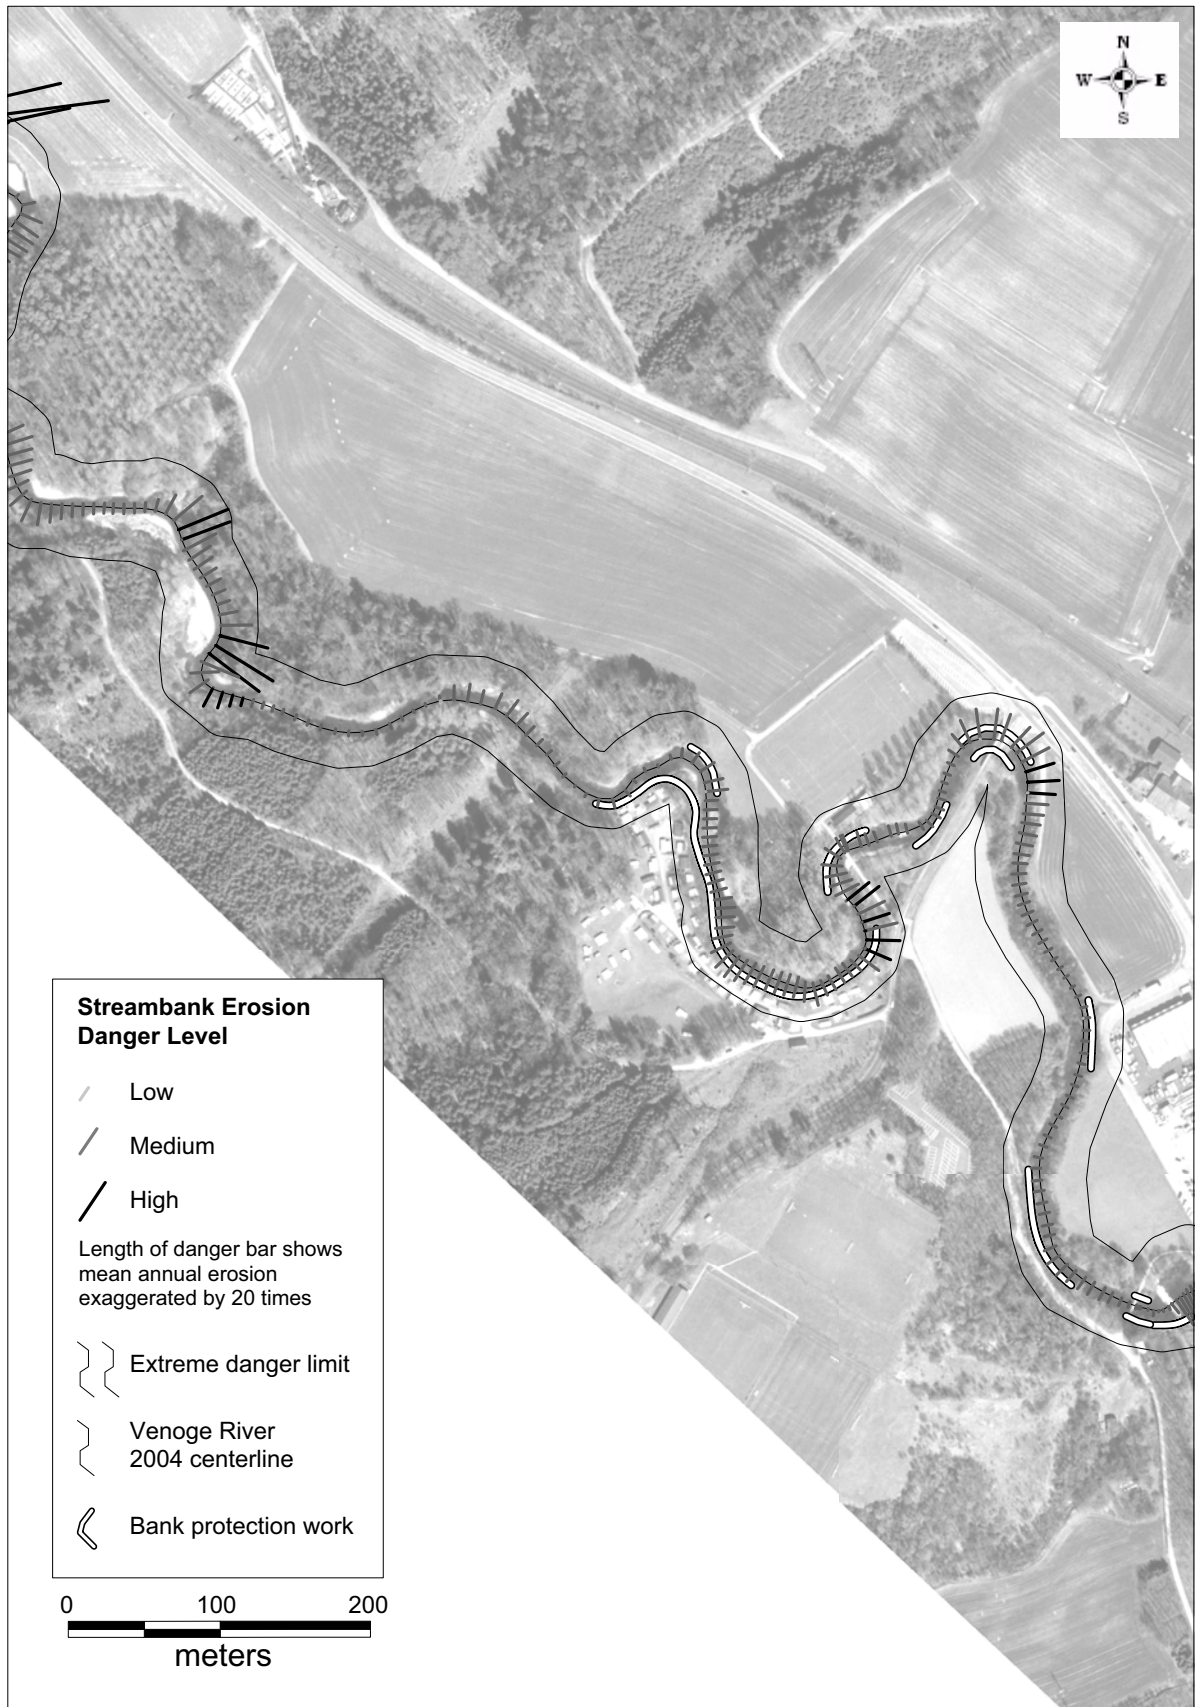 N
W E
S
Streambank Erosion
Danger Level
Low
Medium
High
Length of danger bar shows
mean annual erosion
exaggerated by 20 times
Extreme danger limit
Venoge River
2004 centerline
Bank protection work
0 100 200
meters